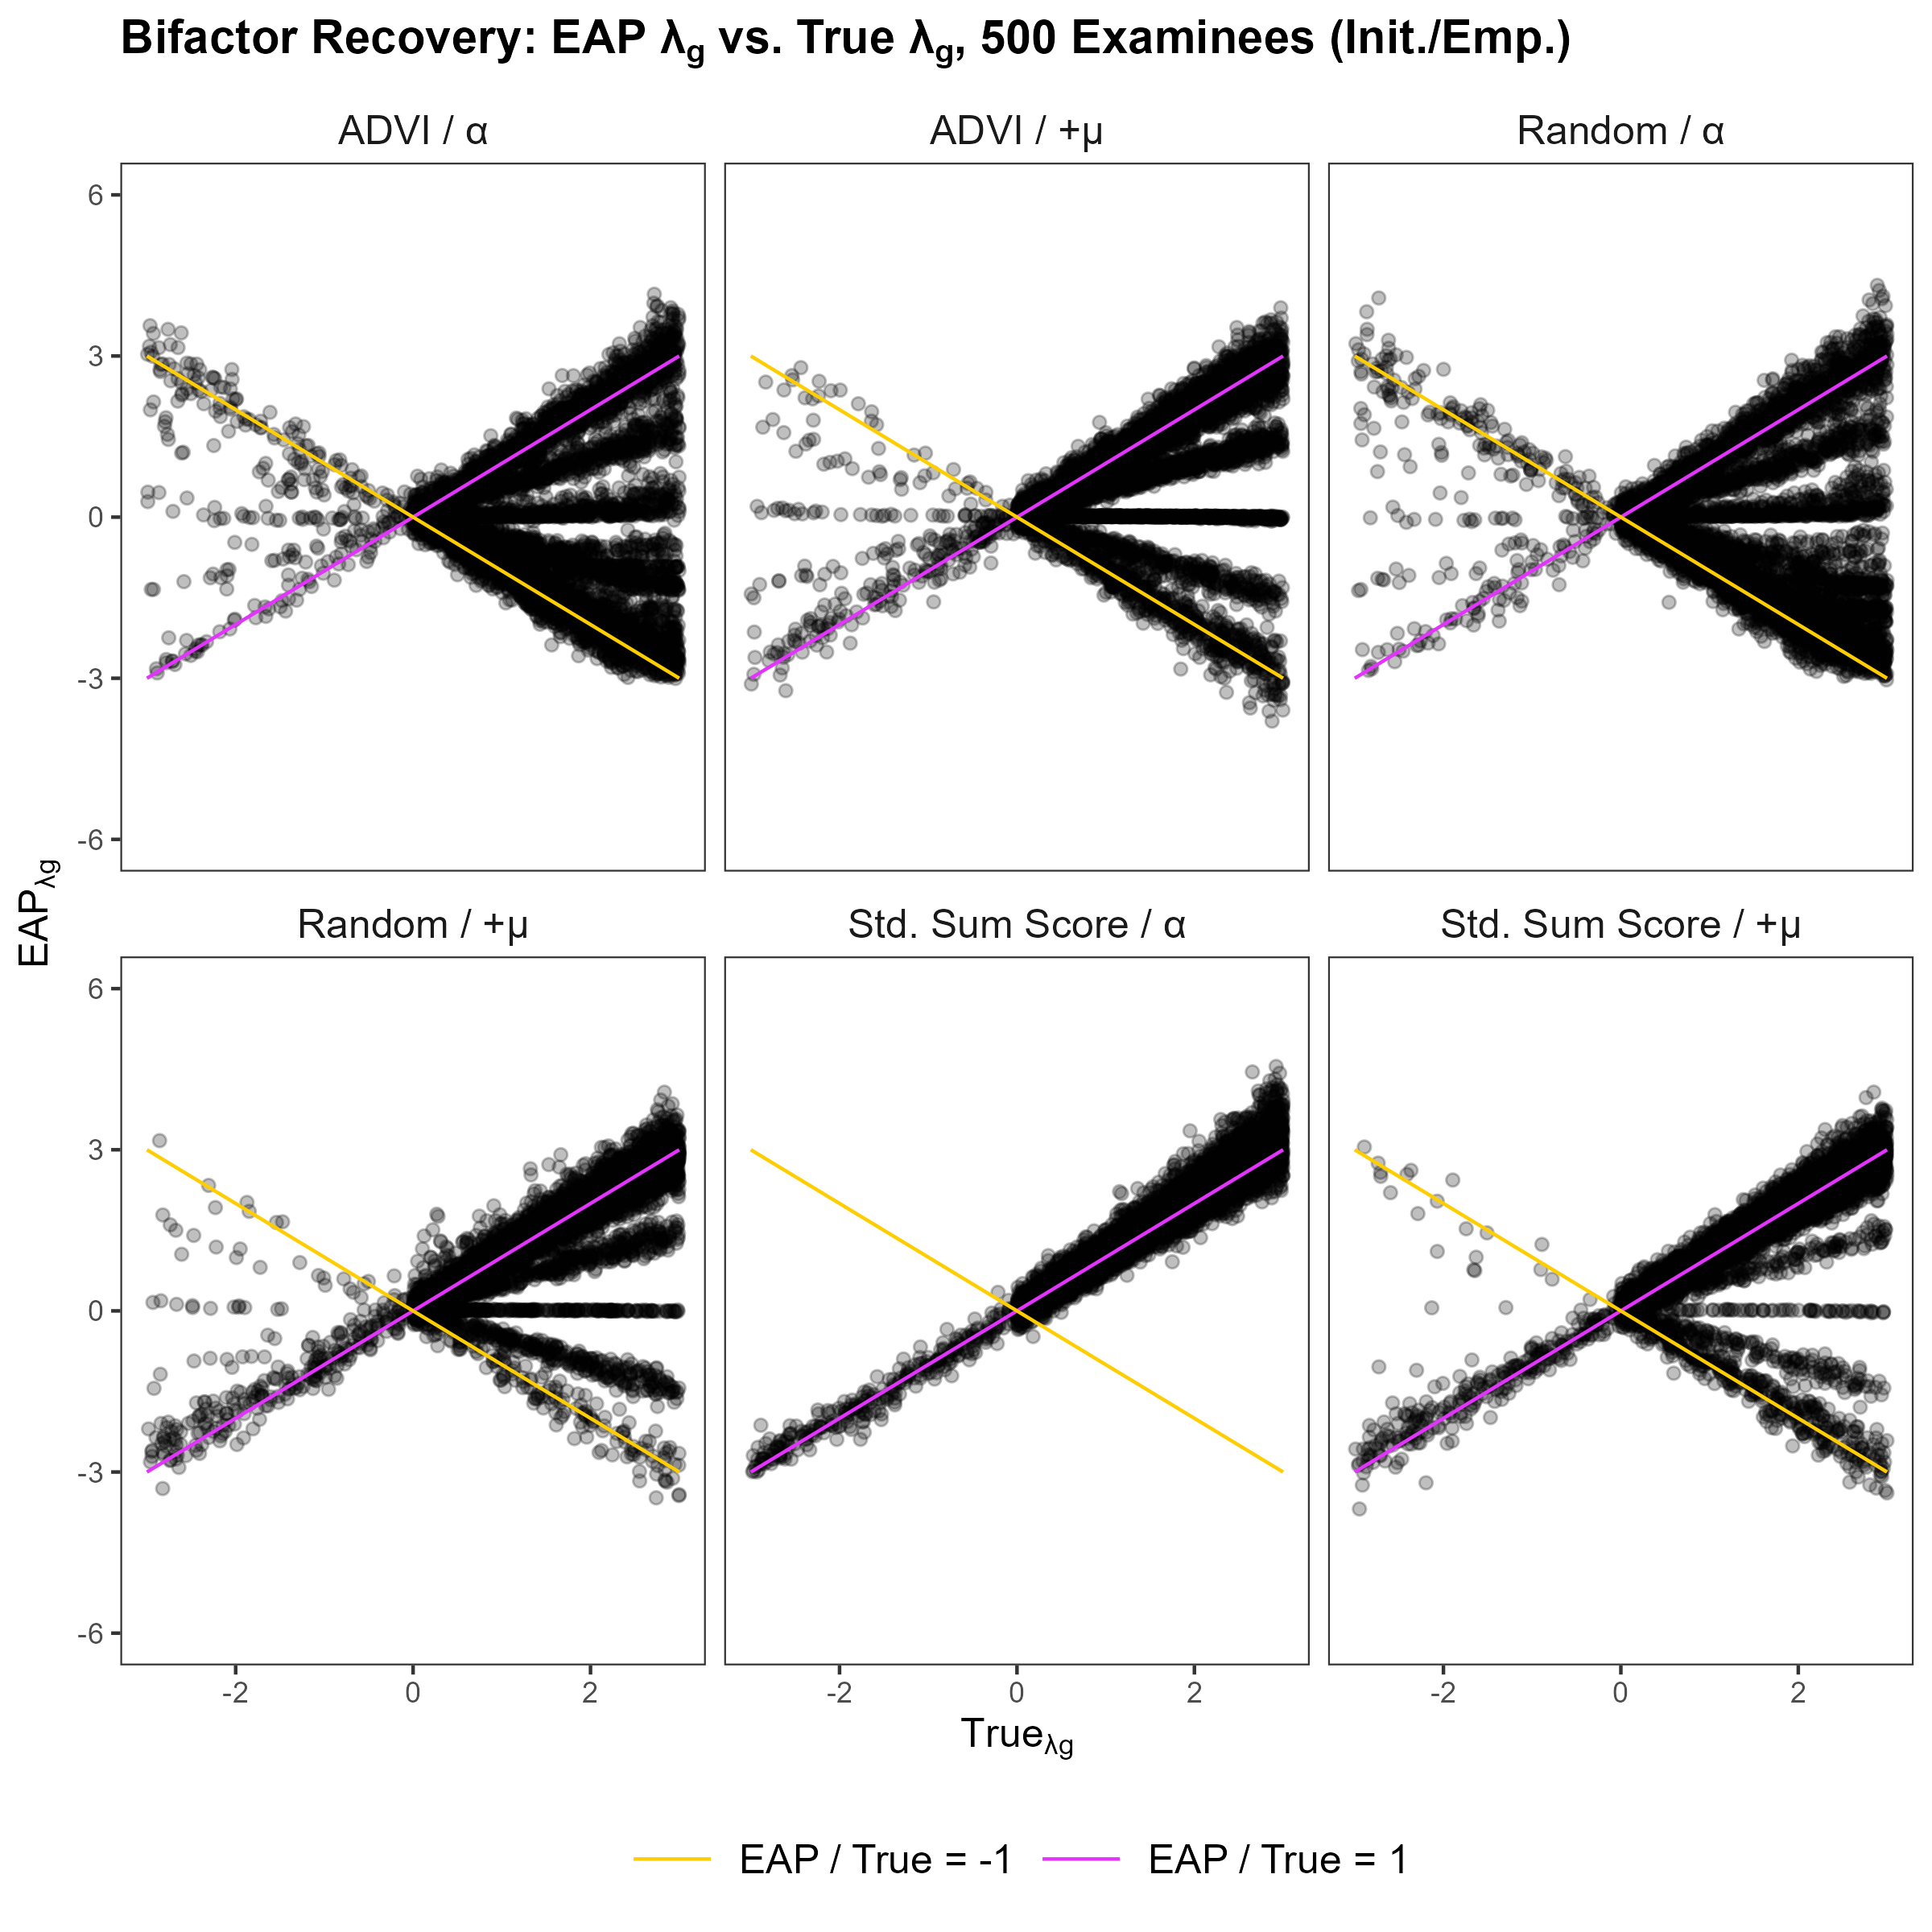 Bifactor Recovery: EAP λg vs. True λg, 500 Examinees (Init./Emp.)
ADVI / α
ADVI / +μ
Random / α
6
3
0
-3
-6
EAPλg
Random / +μ
Std. Sum Score / α
Std. Sum Score / +μ
6
3
0
-3
-6
-2 0 2 -2 0 2 -2 0 2
Trueλg
EAP / True = -1 EAP / True = 1